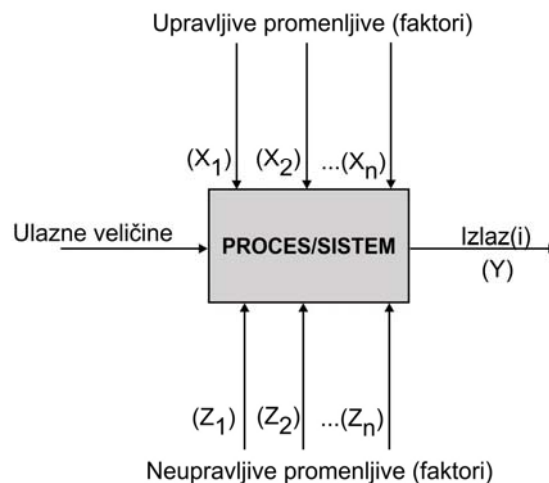 Upravljive promenljive (faktori)
(X1) (X2) ...(Xn)
Ulazne veličine
PROCES/SISTEM
Izlaz(i)
(Y)
(Z1) (Z2) ...(Zn)
Neupravljive promenljive (faktori)